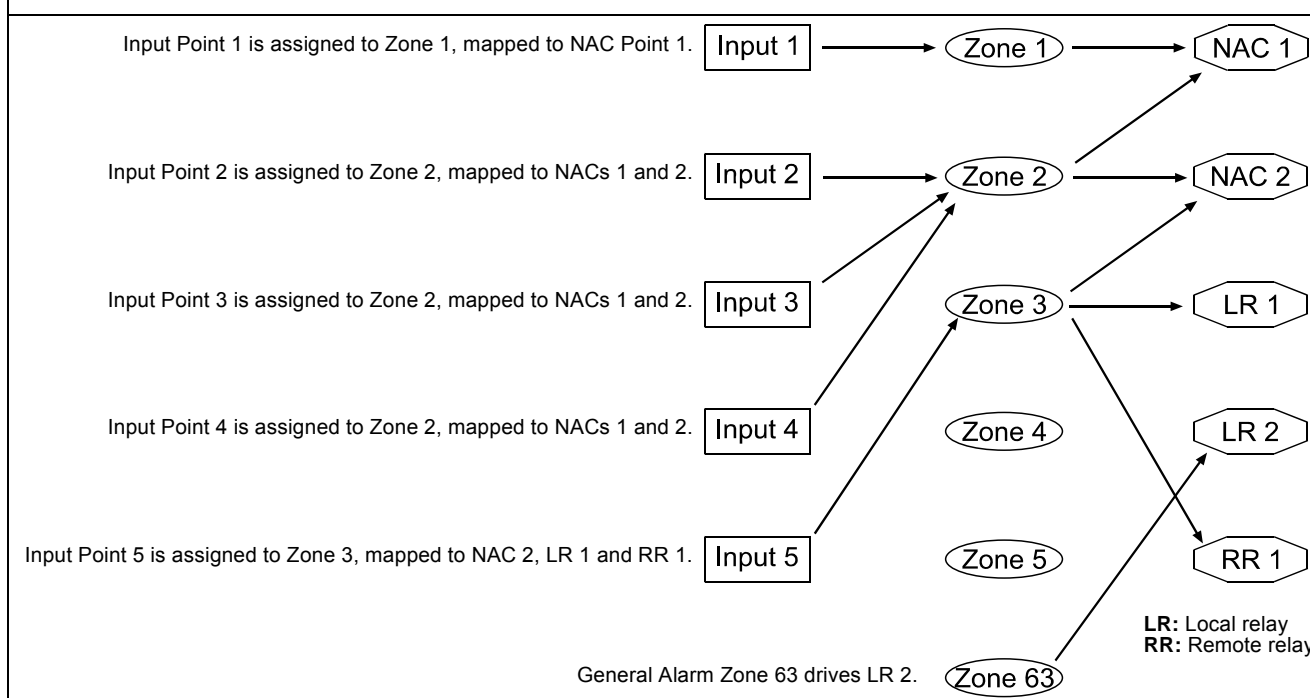 Input Point 1 is assigned to Zone 1, mapped to NAC Point 1. Input 1 Zone 1 NAC 1
Input Point 2 is assigned to Zone 2, mapped to NACs 1 and 2. Input 2 Zone 2 NAC 2
Input Point 3 is assigned to Zone 2, mapped to NACs 1 and 2. Input 3 Zone 3 LR 1
Input Point 4 is assigned to Zone 2, mapped to NACs 1 and 2. Input 4 Zone 4 LR 2
Input Point 5 is assigned to Zone 3, mapped to NAC 2, LR 1 and RR 1. Input 5 Zone 5 RR 1
LR: Local relay
RR: Remote relay
General Alarm Zone 63 drives LR 2. Zone 63